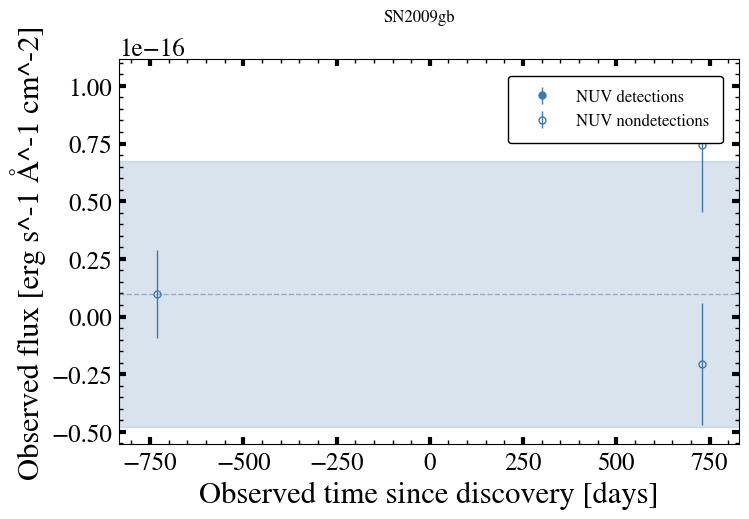 SN2009gb
1e−16
1.00
0.75
0.50
0.25
0.00
−0.25
−0.50
Observed flux [erg s^-1 Å^-1 cm^-2]
NUV detections
NUV nondetections
−750 −500 −250 0 250 500 750
Observed time since discovery [days]